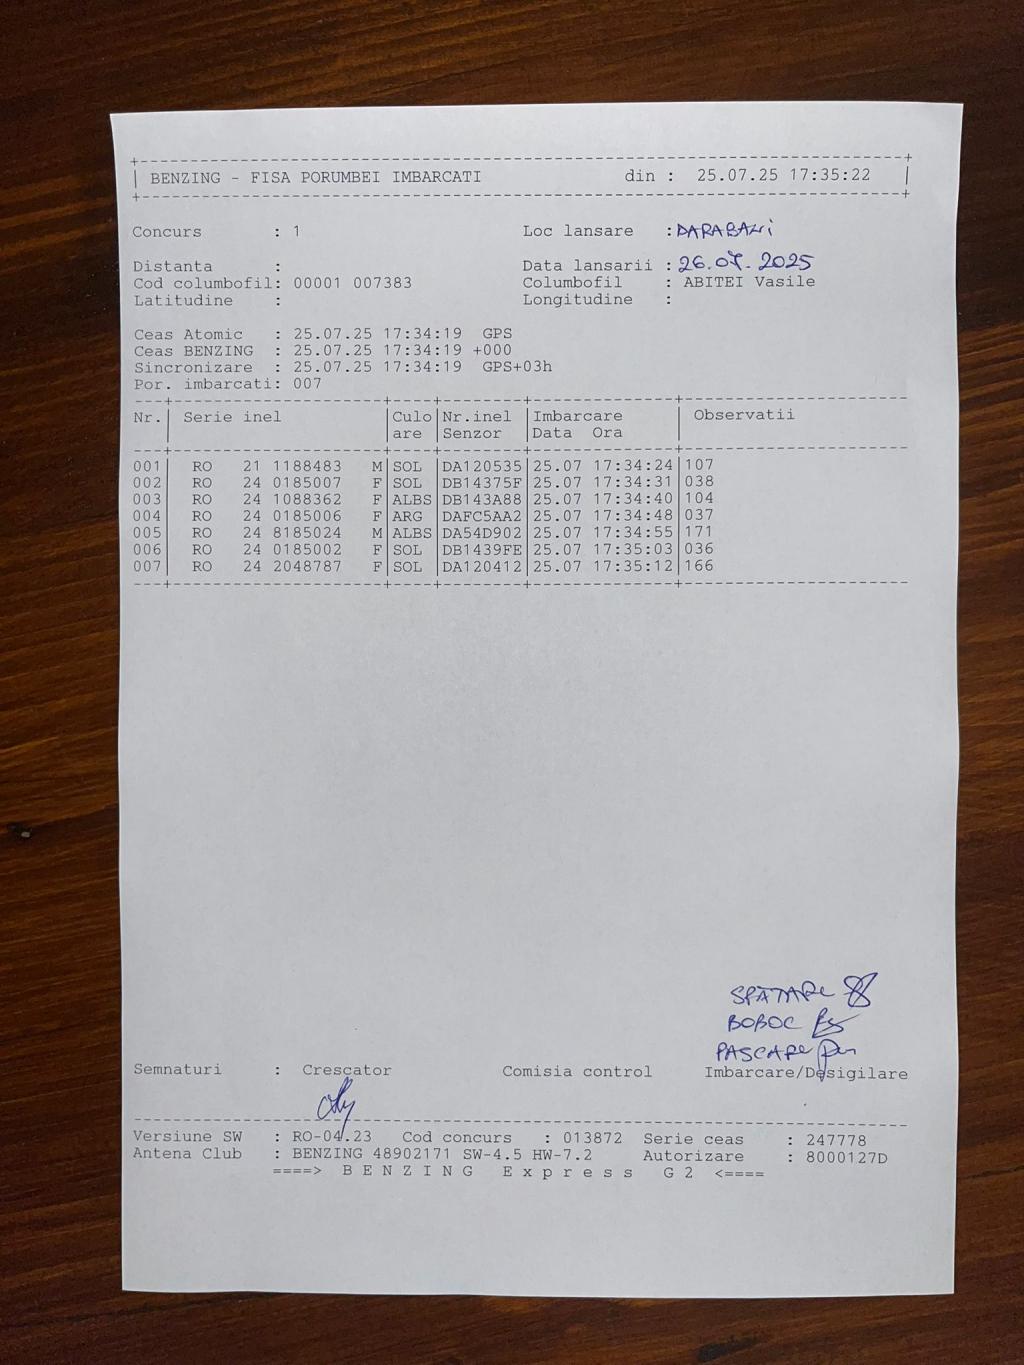 BENZING - FISA PORUMBEI IMBARCATI din : 25.07.25 17:35:22
Concurs : 1 Loc lansare : DARABANI
Distanta : Data lansarii : 26.07.2025
Cod columbofil: 00001 007383 Columbofil : ABITEI Vasile
Latitudine : Longitudine :
Ceas Atomic : 25.07.25 17:34:19 GPS
Ceas BENZING : 25.07.25 17:34:19 +000
Sincronizare : 25.07.25 17:34:19 GPS+03h
Por. imbarcati: 007
Nr. Serie inel Culo Nr.inel Imbarcare Observatii
are Senzor Data Ora
001 RO 21 1188483 M SOL DA120535 25.07 17:34:24 107
002 RO 24 0185007 F SOL DB14375F 25.07 17:34:31 038
003 RO 24 1088362 F ALBS DB143A88 25.07 17:34:40 104
004 RO 24 0185006 F ARG DAFC5AA2 25.07 17:34:48 037
005 RO 24 8185024 M ALBS DA54D902 25.07 17:34:55 171
006 RO 24 0185002 F SOL DB1439FE 25.07 17:35:03 036
007 RO 24 2048787 F SOL DA120412 25.07 17:35:12 166
BOBOC
Semnaturi : Crescator Comisia control Imbarcare/Desigilare
Versiune SW : RO-04.23 Cod concurs : 013872 Serie ceas : 247778
Antena Club : BENZING 48902171 SW-4.5 HW-7.2 Autorizare : 8000127D
====> B E N Z I N G E x p r e s s G 2 <====